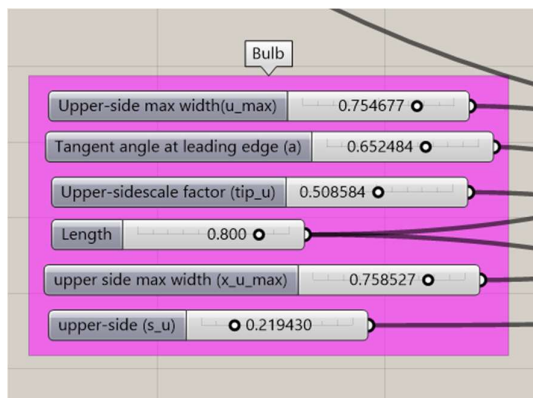 Bulb
Upper-side max width(u_max) 0.754677
Tangent angle at leading edge (a) 0.652484
Upper-sidescale factor (tip_u) 0.508584
Length 0.800
upper side max width (x_u_max) 0.758527
upper-side (s_u) 0.219430